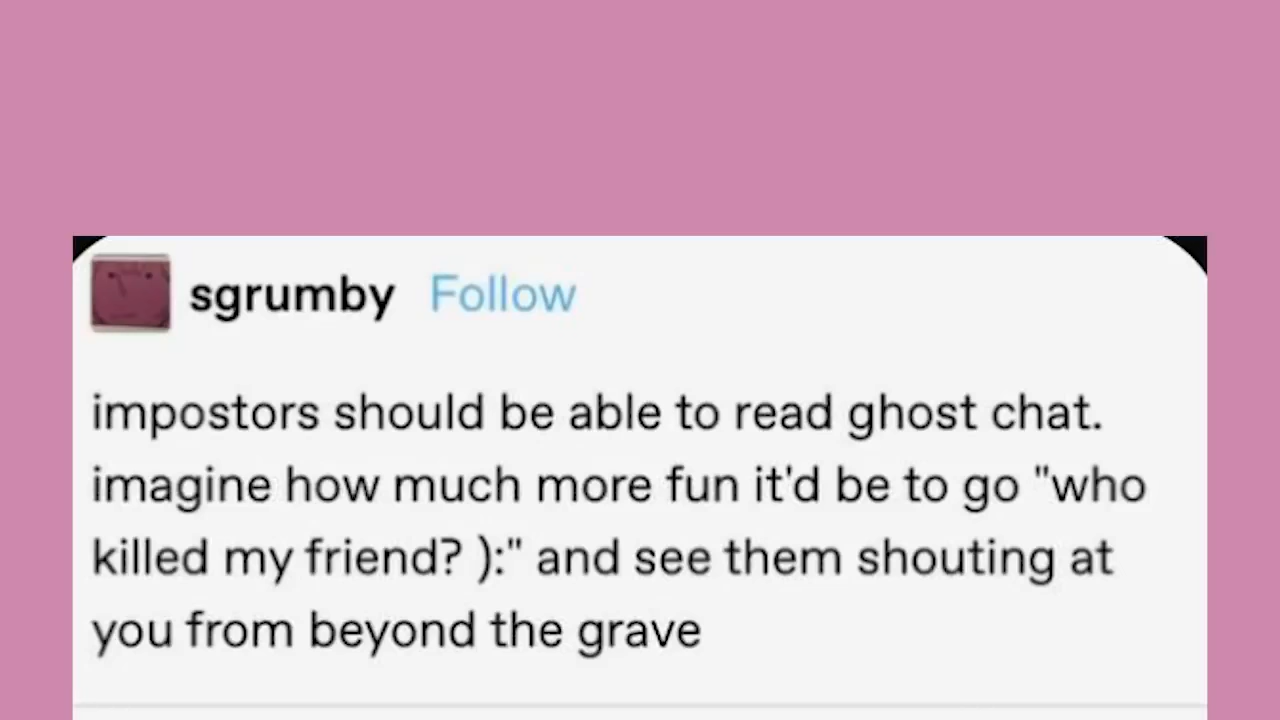 sgrumby Follow
impostors should be able to read ghost chat.
imagine how much more fun it'd be to go "who
killed my friend? ):" and see them shouting at
you from beyond the grave